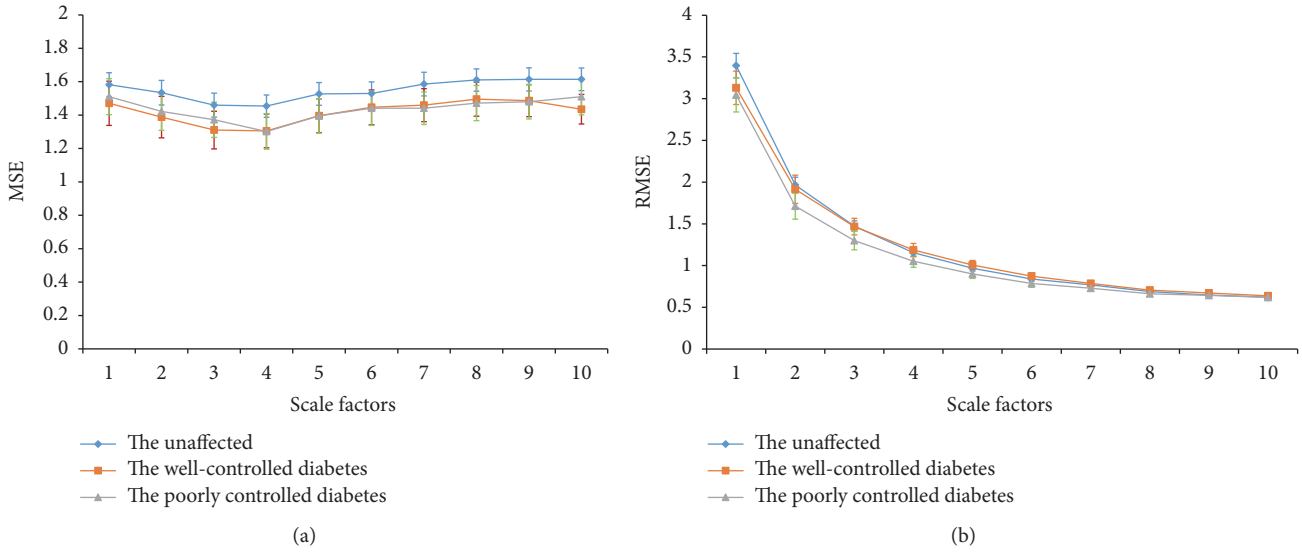 2
1.8
1.6
1.4
1.2
1
0.8
0.6
0.4
0.2
0
MSE
1 2 3 4 5 6 7 8 9 10
Scale factors
The unaffected
The well-controlled diabetes
The poorly controlled diabetes
(a)
4
3.5
3
2.5
2
1.5
1
0.5
0
RMSE
1 2 3 4 5 6 7 8 9 10
Scale factors
The unaffected
The well-controlled diabetes
The poorly controlled diabetes
(b)